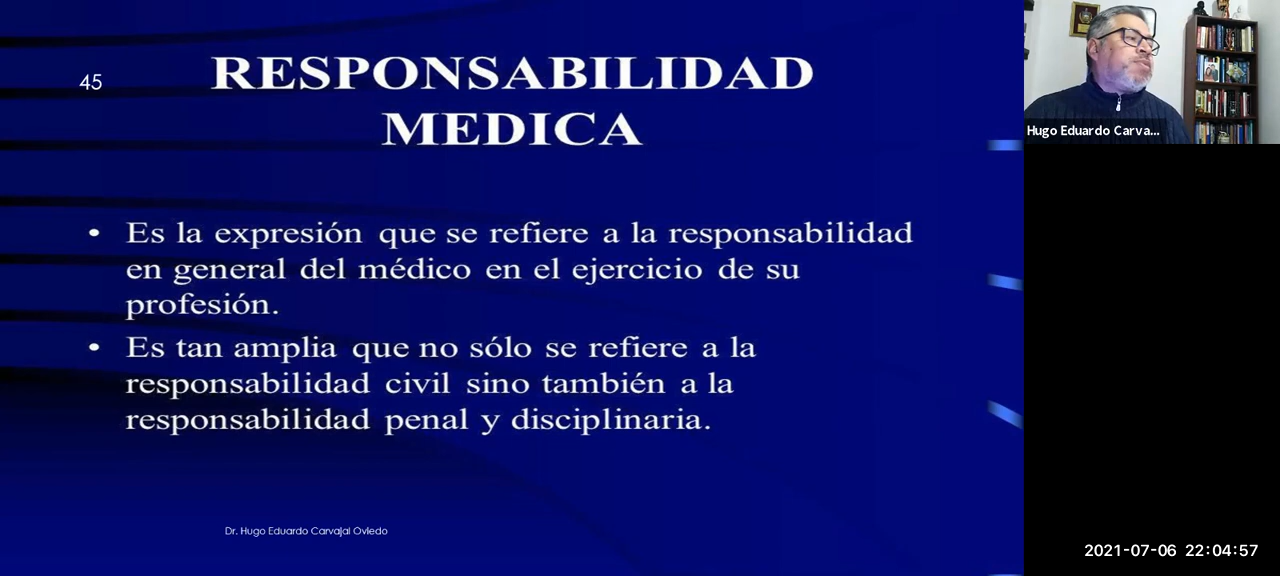 45
RESPONSABILIDAD
MEDICA
• Es la expresión que se refiere a la responsabilidad
en general del médico en el ejercicio de su
profesión.
• Es tan amplia que no sólo se refiere a la
responsabilidad civil sino también a la
responsabilidad penal y disciplinaria.
Dr. Hugo Eduardo Carvajal Oviedo
Hugo Eduardo Carva...
2021-07-06 22:04:57